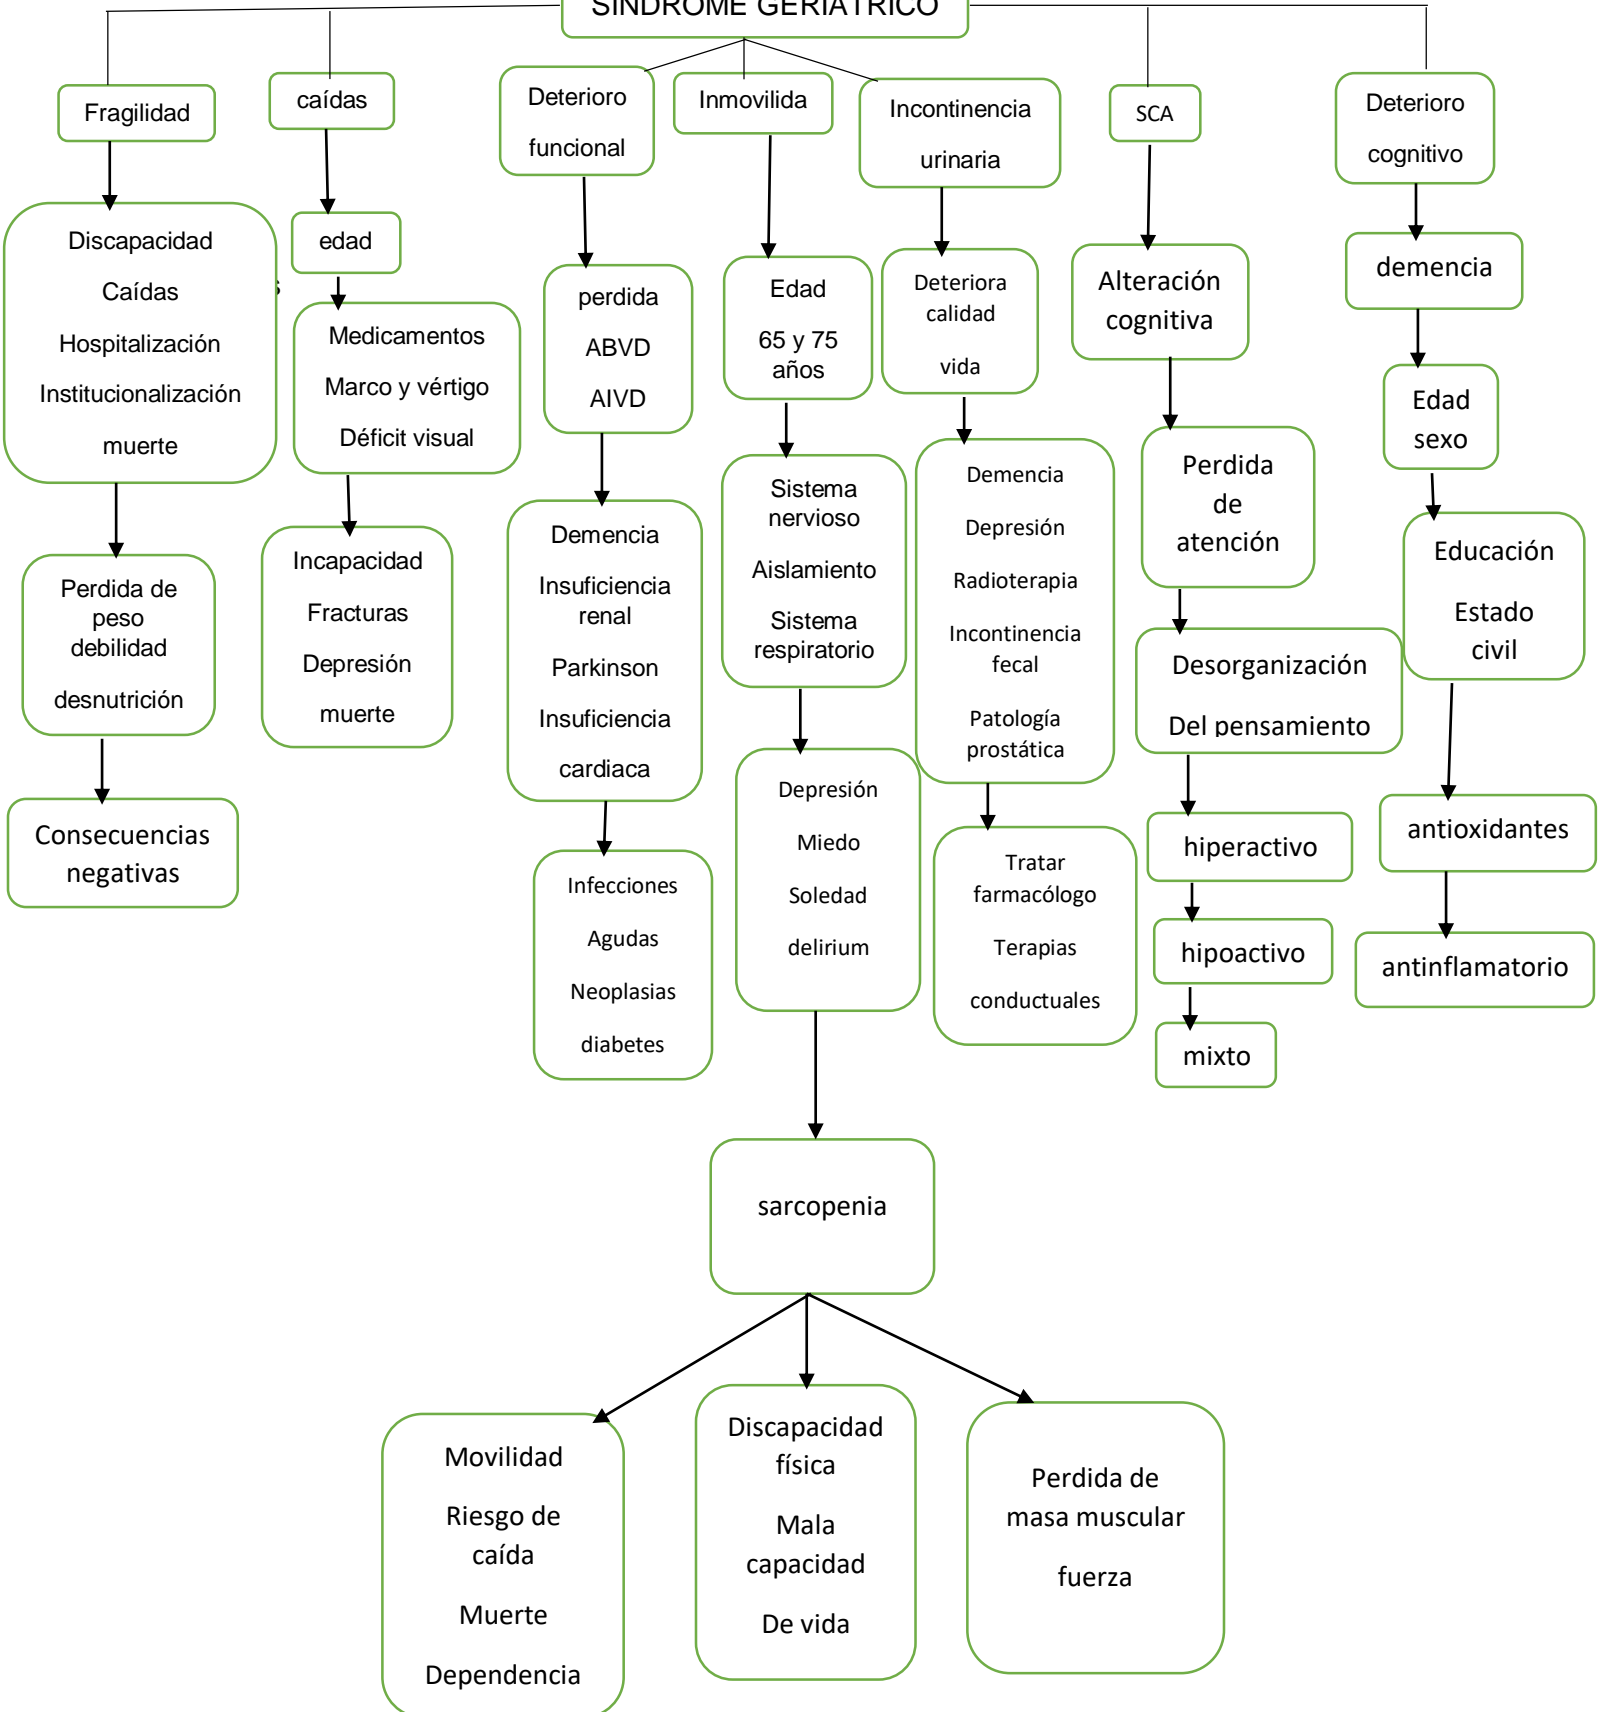 SINDROME GERIATRICO
Fragilidad
Discapacidad
Caídas
Hospitalización
Institucionalización
muerte
Perdida de
peso
debilidad
desnutrición
Consecuencias
negativas
caídas
edad
Medicamentos
Marco y vértigo
Déficit visual
Incapacidad
Fracturas
Depresión
muerte
Deterioro
funcional
perdida
ABVD
AIVD
Demencia
Insuficiencia
renal
Parkinson
Insuficiencia
cardiaca
Infecciones
Agudas
Neoplasias
diabetes
Inmovilida
Edad
65 y 75
años
Sistema
nervioso
Aislamiento
Sistema
respiratorio
Depresión
Miedo
Soledad
delirium
Incontinencia
urinaria
Deteriora
calidad
vida
Demencia
Depresión
Radioterapia
Incontinencia
fecal
Patología
prostática
Tratar
farmacólogo
Terapias
conductuales
SCA
Alteración
cognitiva
Perdida
de
atención
Desorganización
Del pensamiento
hiperactivo
hipoactivo
mixto
Deterioro
cognitivo
demencia
Edad
sexo
Educación
Estado
civil
antioxidantes
antinflamatorio
sarcopenia
Movilidad
Riesgo de
caída
Muerte
Dependencia
Discapacidad
física
Mala
capacidad
De vida
Perdida de
masa muscular
fuerza